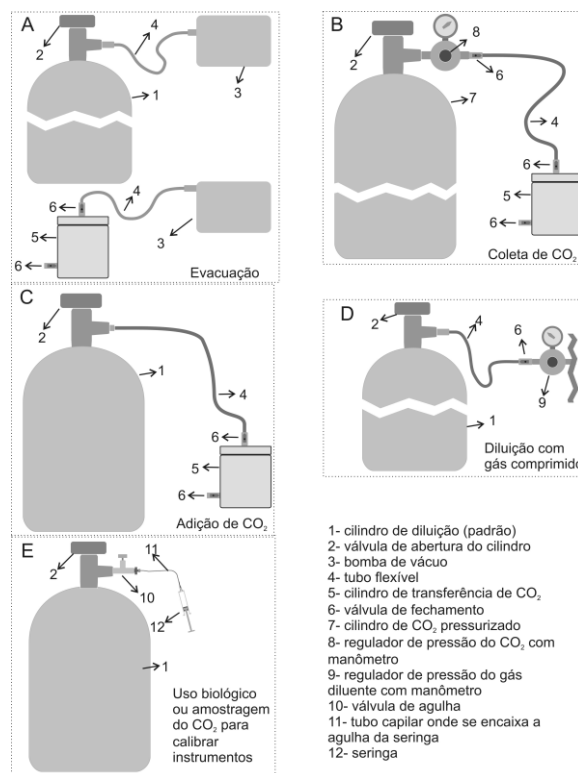 A
4
2
1
3
4
6
5
3
6
Evacuação
B
8
2
6
7
4
6
5
6
Coleta de CO₂
C
2
1
4
6
5
6
Adição de CO₂
D
2
4
6
9
1
Diluição com
gás comprimido
E
11
2
10
12
1
Uso biológico
ou amostragem
do CO₂ para
calibrar
instrumentos
1- cilindro de diluição (padrão)
2- válvula de abertura do cilindro
3- bomba de vácuo
4- tubo flexível
5- cilindro de transferência de CO₂
6- válvula de fechamento
7- cilindro de CO₂ pressurizado
8- regulador de pressão do CO₂ com
manômetro
9- regulador de pressão do gás
diluente com manômetro
10- válvula de agulha
11- tubo capilar onde se encaixa a
agulha da seringa
12- seringa